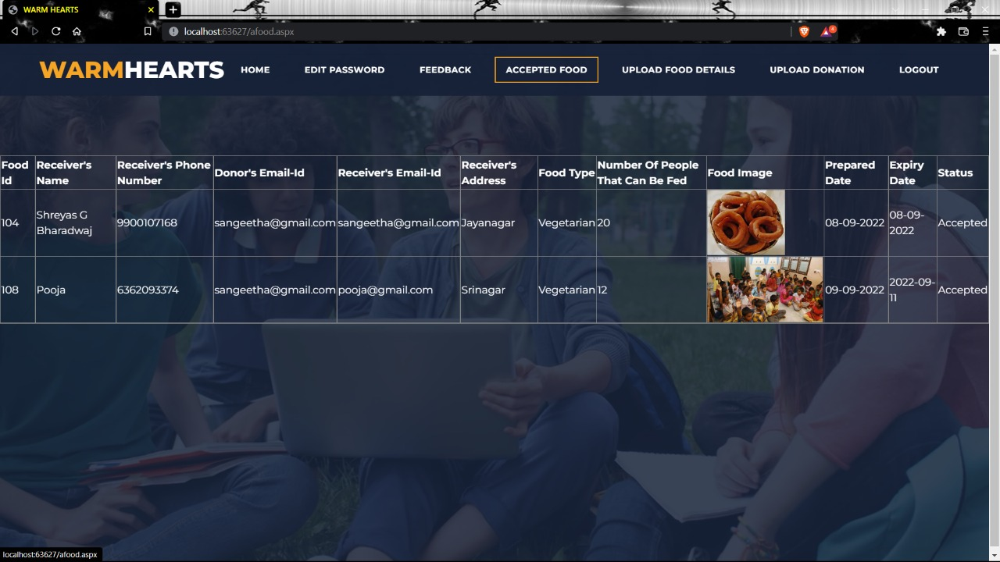 WARM HEARTS
localhost:63627/afood.aspx
4
WARMHEARTS HOME EDIT PASSWORD FEEDBACK ACCEPTED FOOD UPLOAD FOOD DETAILS UPLOAD DONATION LOGOUT
Food Receiver's Receiver's Phone Donor's Email-Id Receiver's Email-Id Receiver's Food Type Number Of People Food Image Prepared Expiry Status
Id Name Number Address That Can Be Fed Date Date
104 Shreyas G 9900107168 sangeetha@gmail.com sangeetha@gmail.com Jayanagar Vegetarian 20 08-09-2022 08-09- Accepted
Bharadwaj 2022
108 Pooja 6362093374 sangeetha@gmail.com pooja@gmail.com Srinagar Vegetarian 12 09-09-2022 2022-09- Accepted
11
localhost:63627/afood.aspx